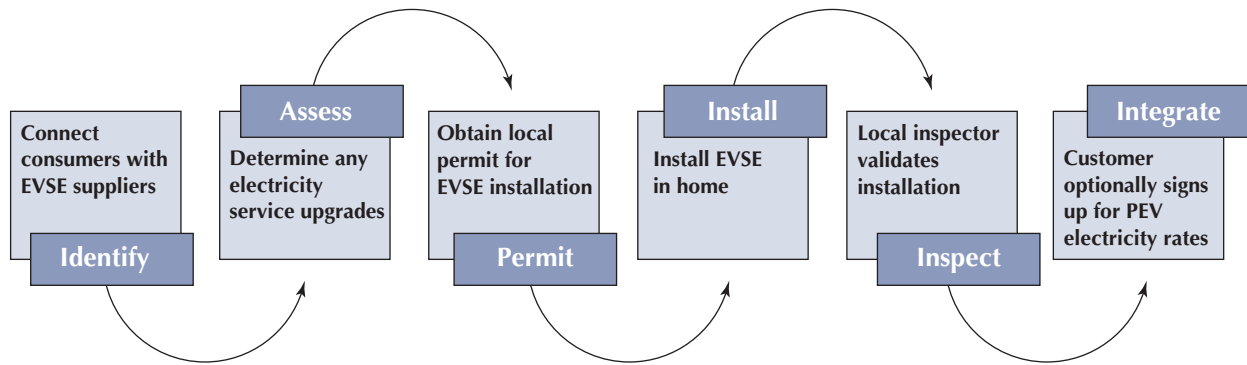 Connect
consumers with
EVSE suppliers
Identify
Assess
Determine any
electricity
service upgrades
Obtain local
permit for
EVSE installation
Permit
Install
Install EVSE
in home
Local inspector
validates
installation
Inspect
Integrate
Customer
optionally signs
up for PEV
electricity rates